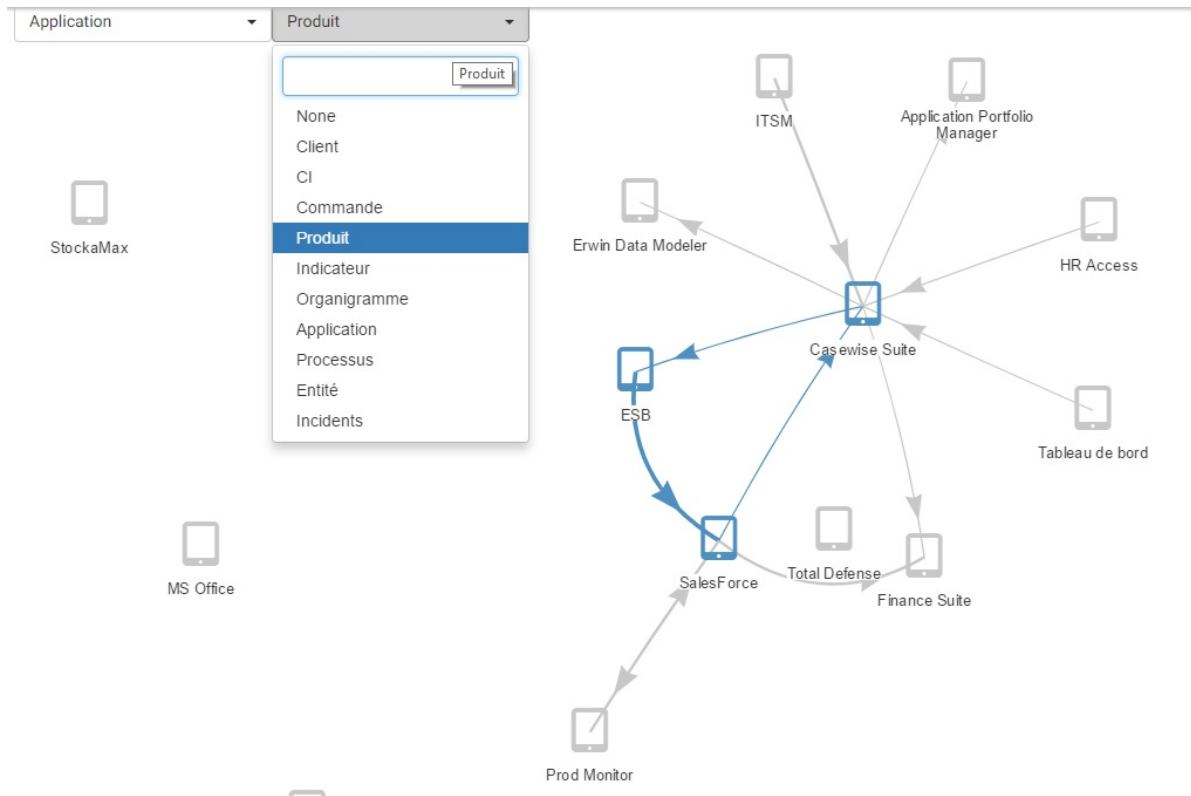 Application
Produit
Produit
None
Client
CI
Commande
Produit
Indicateur
Organigramme
Application
Processus
Entité
Incidents
StockaMax
MS Office
ITSM
Application Portfolio
Manager
Erwin Data Modeler
HR Access
Casewise Suite
ESB
Tableau de bord
SalesForce
Total Defense
Finance Suite
Prod Monitor